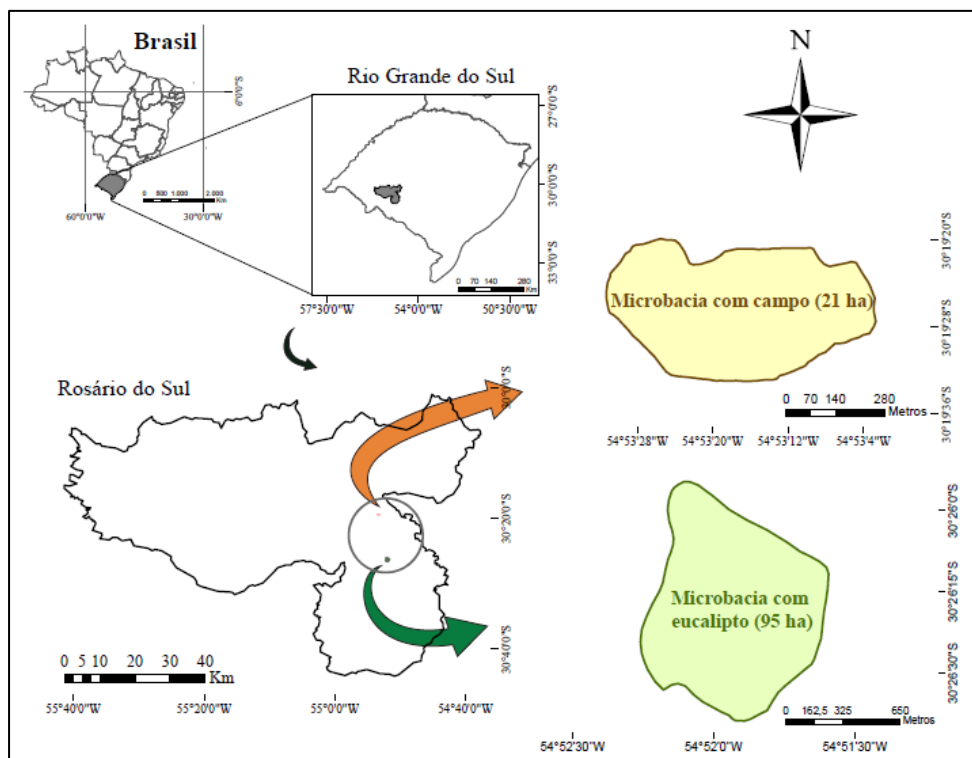 Brasil
6°0'0"S
0 500 1.000 2.000
Km
60°0'0"W
30°0'0"W
Rio Grande do Sul
27°0'0"S
30°0'0"S
33°0'0"S
0 70 140 280
Km
57°30'0"W
54°0'0"W
50°30'0"W
N
Microbacia com campo (21 ha)
30°19'20"S
30°19'28"S
30°19'36"S
0 70 140 280
Metros
54°53'28"W
54°53'20"W
54°53'12"W
54°53'4"W
Rosário do Sul
30°20'0"S
30°40'0"S
0 5 10 20 30 40
Km
55°40'0"W
55°20'0"W
55°0'0"W
54°40'0"W
Microbacia com
eucalipto (95 ha)
30°26'0"S
30°26'15"S
30°26'30"S
0 162,5 325 650
Metros
54°52'30"W
54°52'0"W
54°51'30"W